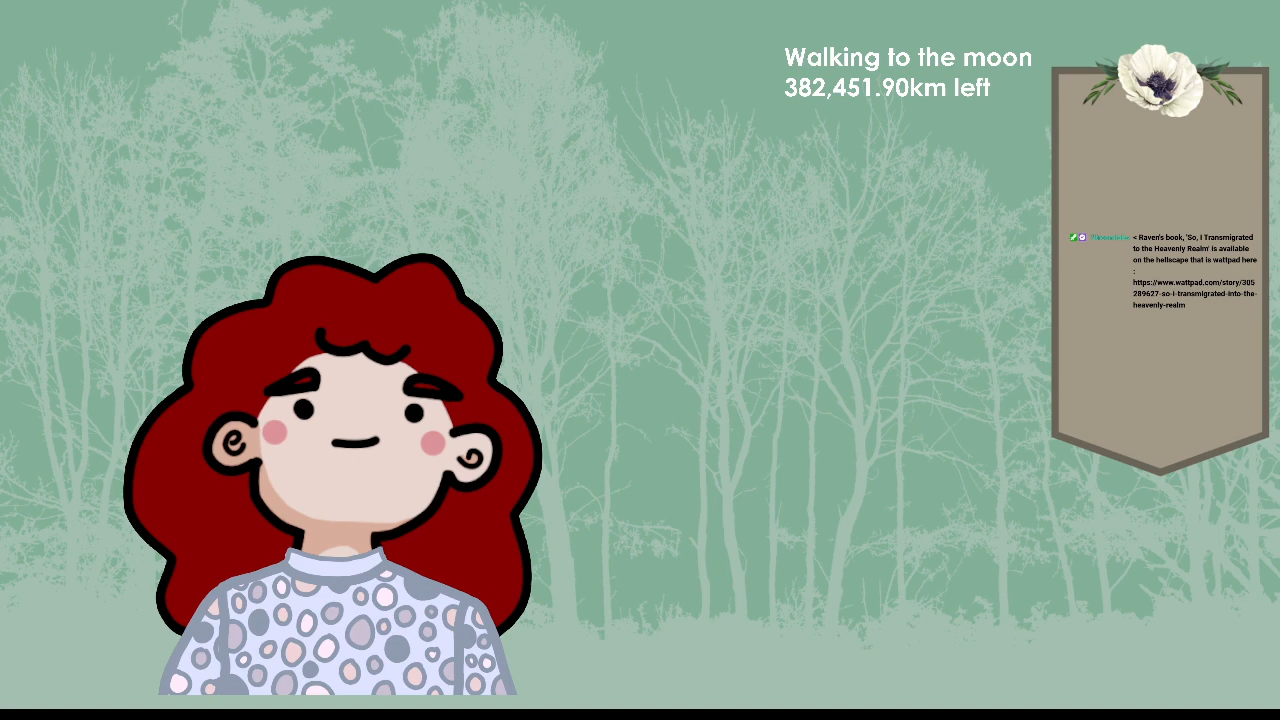 Walking to the moon
382,451.90km left
< Raven's book, 'So, I Transmigrated
to the Heavenly Realm' is available
on the hellscape that is wattpad here
:
https://www.wattpad.com/story/305
289627-so-i-transmigrated-into-the-
heavenly-realm